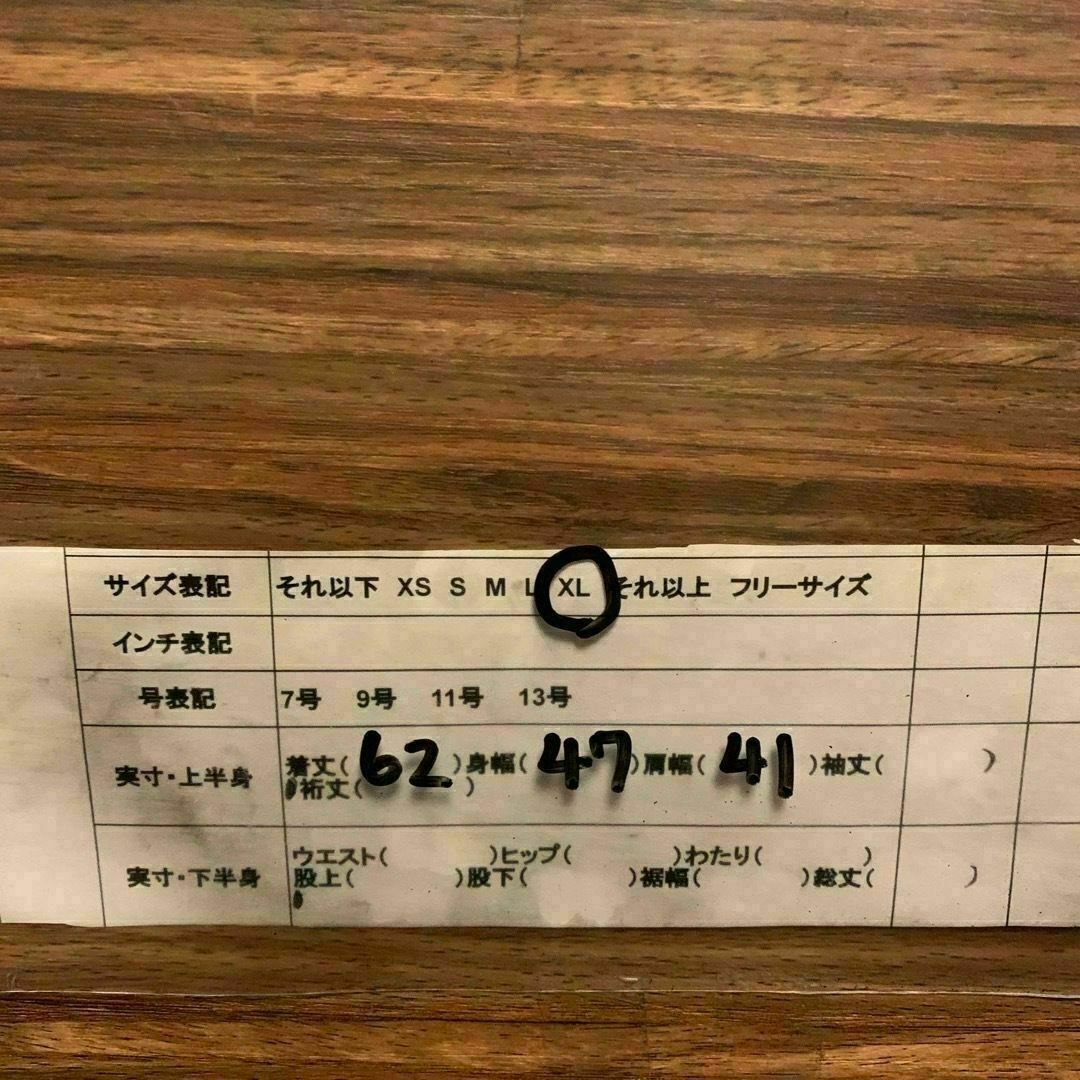 サイズ表記 それ以下 XS S M L XL それ以上 フリーサイズ
インチ表記
号表記 7号 9号 11号 13号
実寸・上半身 着丈( 62 )身幅( 47 )肩幅( 41 )袖丈( )
裄丈( )
実寸・下半身 ウエスト( )ヒップ( )わたり( )
股上( )股下( )裾幅( )総丈( )